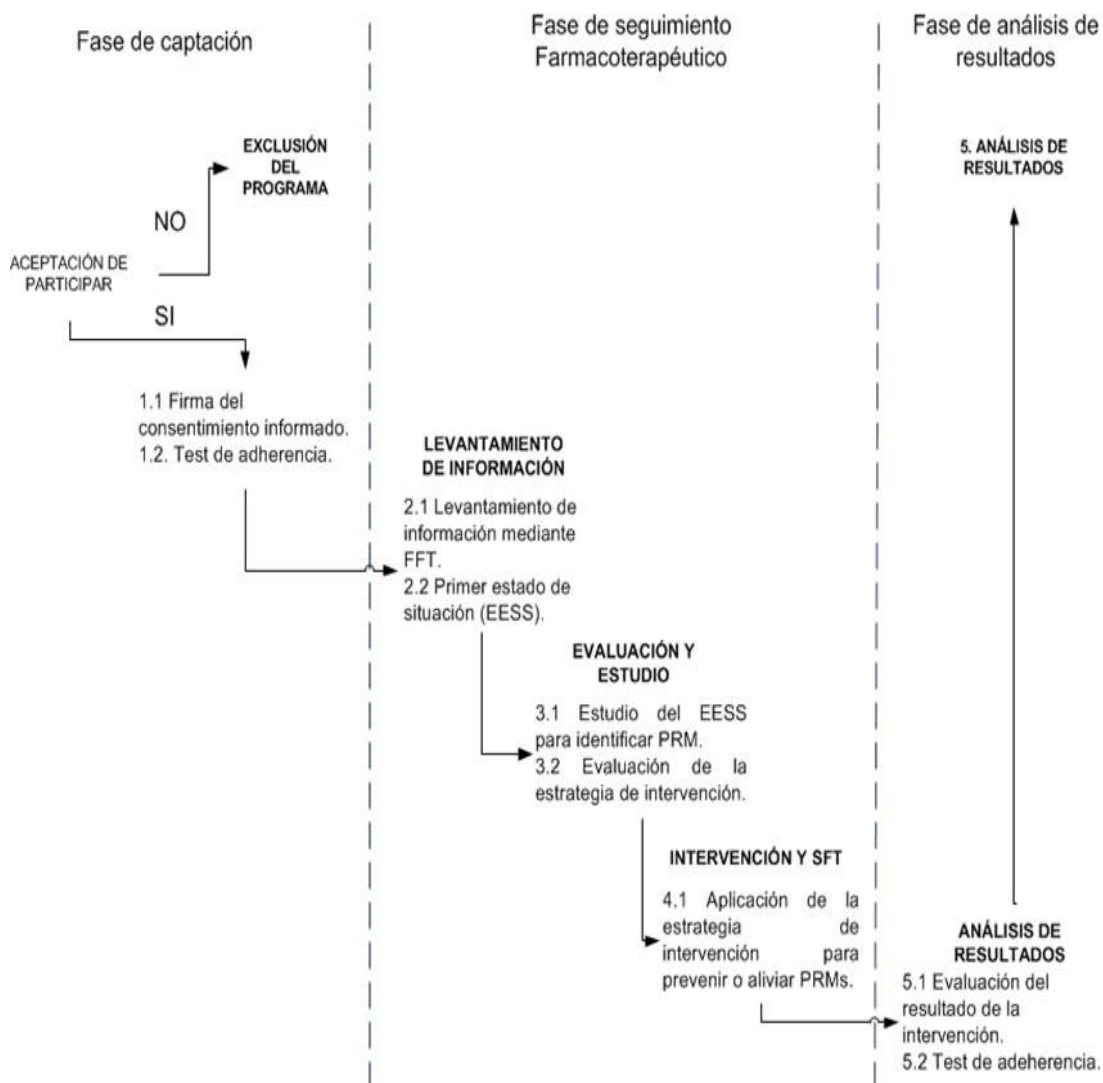 Fase de captación
Fase de seguimiento
Farmacoterapéutico
Fase de análisis de
resultados
EXCLUSIÓN
DEL
PROGRAMA
NO
ACEPTACIÓN DE
PARTICIPAR
SI
1.1 Firma del
consentimiento informado.
1.2. Test de adherencia.
LEVANTAMIENTO
DE INFORMACIÓN
2.1 Levantamiento de
información mediante
FFT.
2.2 Primer estado de
situación (EESS).
EVALUACIÓN Y
ESTUDIO
3.1 Estudio del EESS
para identificar PRM.
3.2 Evaluación de la
estrategia de intervención.
INTERVENCIÓN Y SFT
4.1 Aplicación de la
estrategia de
intervención para
prevenir o aliviar PRMs.
ANÁLISIS DE
RESULTADOS
5.1 Evaluación del
resultado de la
intervención.
5.2 Test de adeherencia.
5. ANÁLISIS DE
RESULTADOS